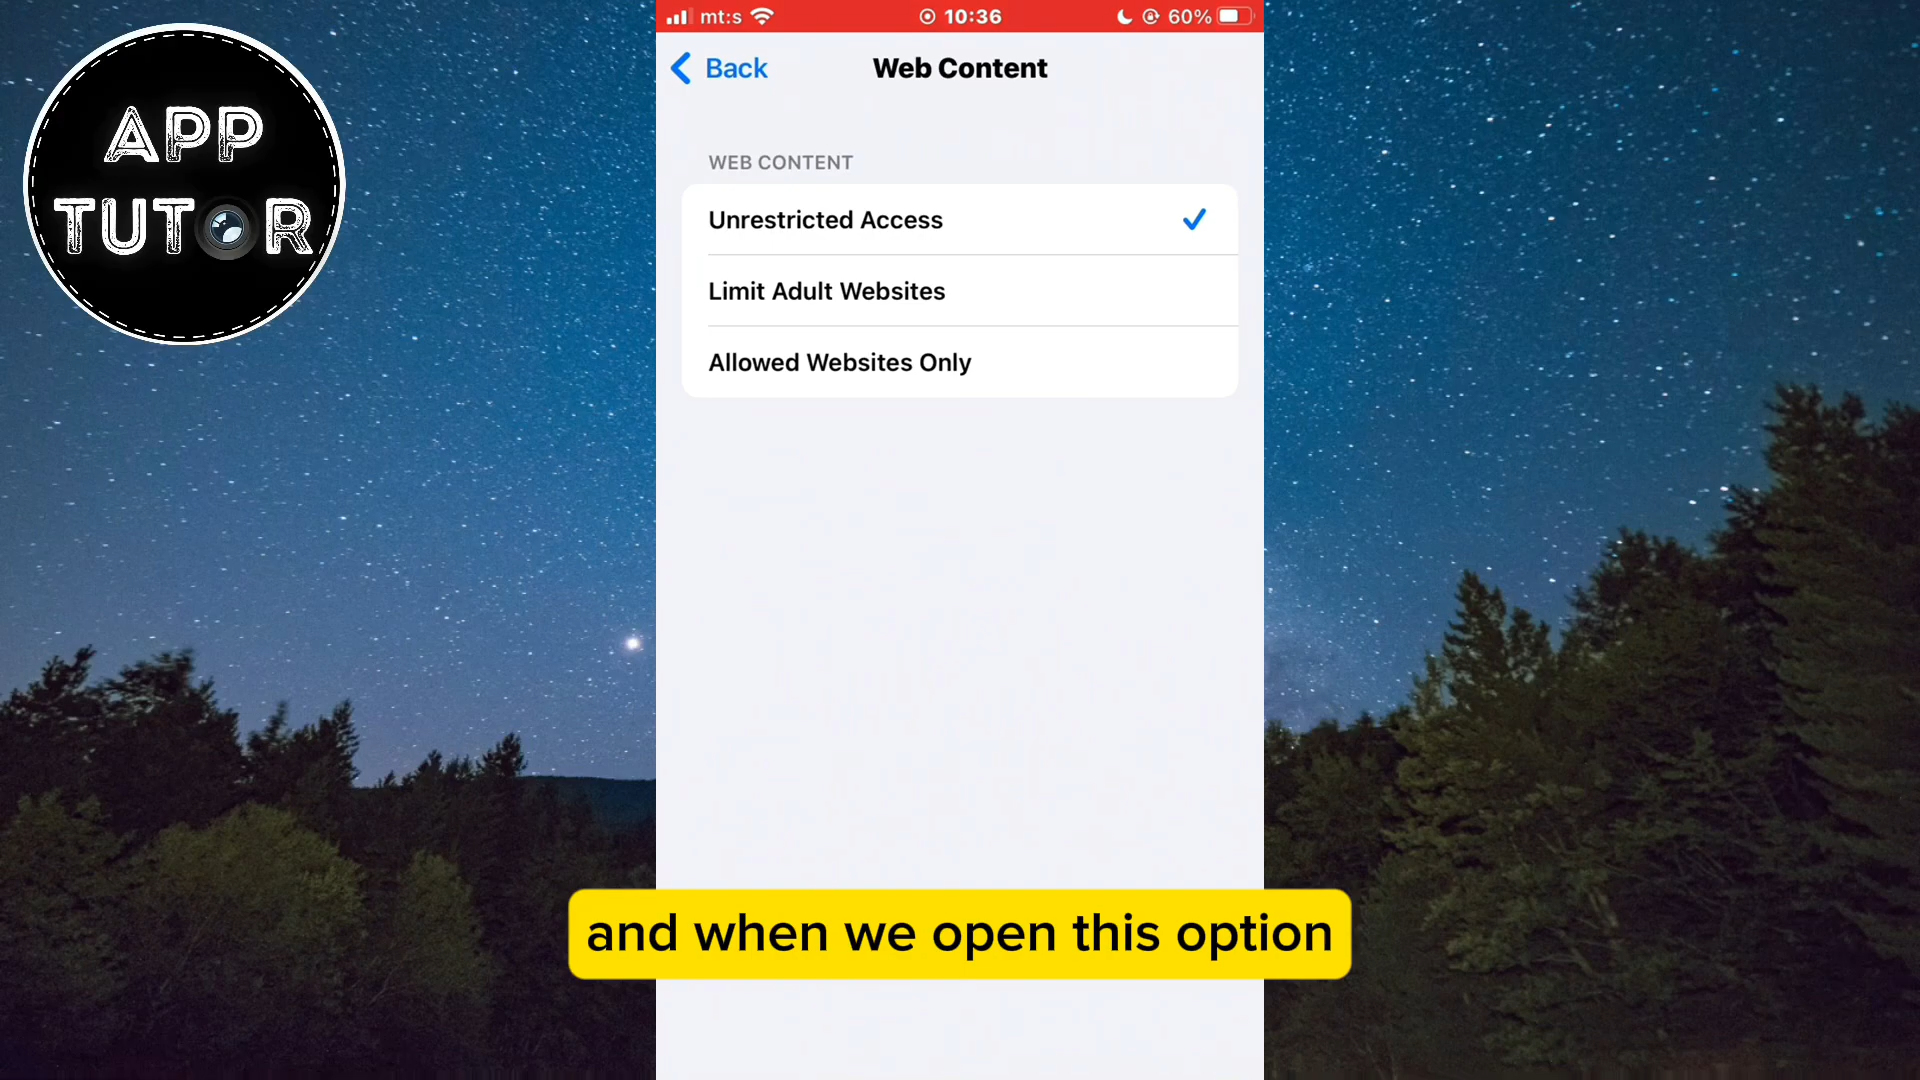 APP
TUTOR
mt:s
10:36
60%
Back
Web Content
WEB CONTENT
Unrestricted Access
Limit Adult Websites
Allowed Websites Only
and when we open this option